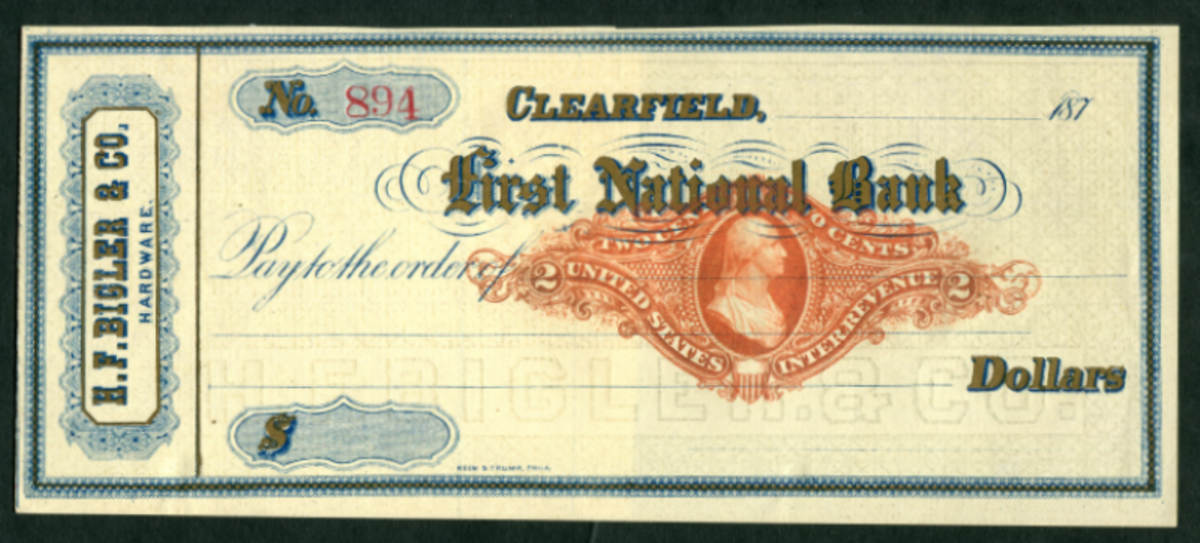 H.F. BIGLER & CO.
HARDWARE.
No. 894
CLEARFIELD, 187
First National Bank
Pay to the order of
TWO CENTS
2 UNITED STATES INTER. REVENUE 2
Dollars
H.F. BIGLER & CO.
$